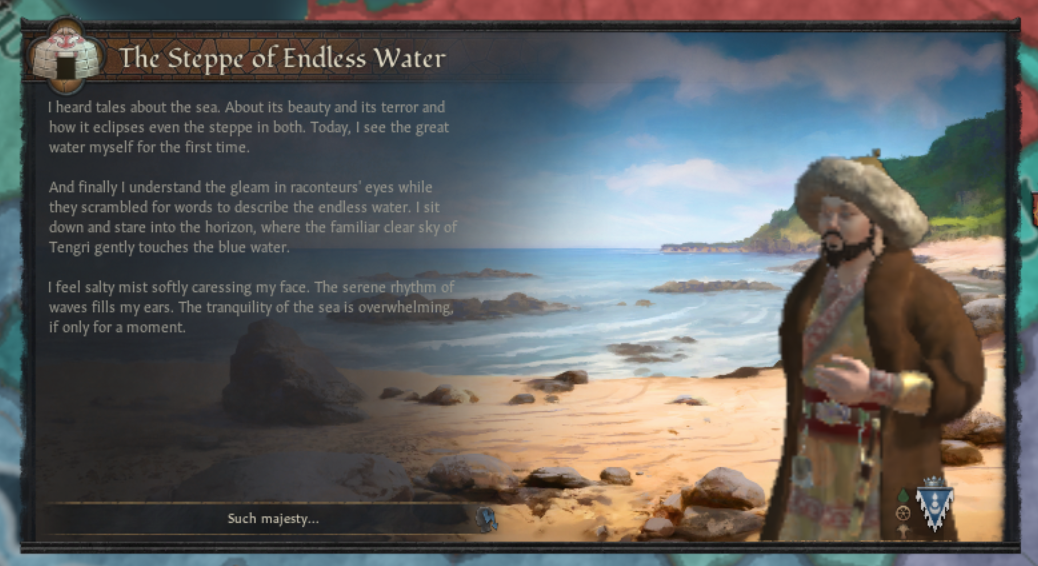 The Steppe of Endless Water
I heard tales about the sea. About its beauty and its terror and
how it eclipses even the steppe in both. Today, I see the great
water myself for the first time.
And finally I understand the gleam in raconteurs' eyes while
they scrambled for words to describe the endless water. I sit
down and stare into the horizon, where the familiar clear sky of
Tengri gently touches the blue water.
I feel salty mist softly caressing my face. The serene rhythm of
waves fills my ears. The tranquility of the sea is overwhelming,
if only for a moment.
Such majesty...